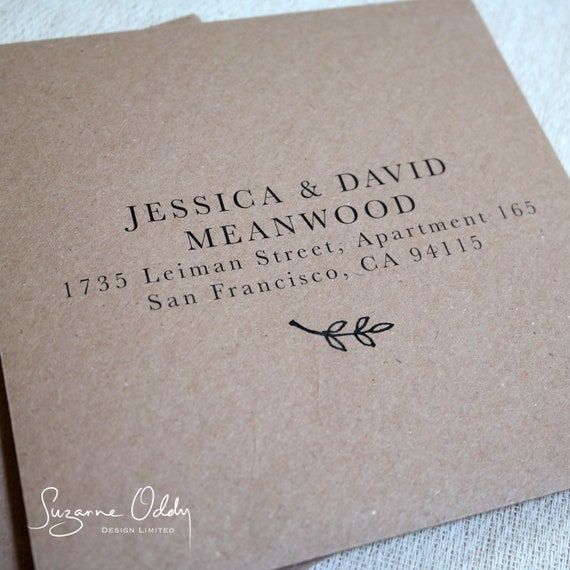 JESSICA & DAVID
MEANWOOD
1735 Leiman Street, Apartment 165
San Francisco, CA 94115
Suzanne Oddy
DESIGN LIMITED